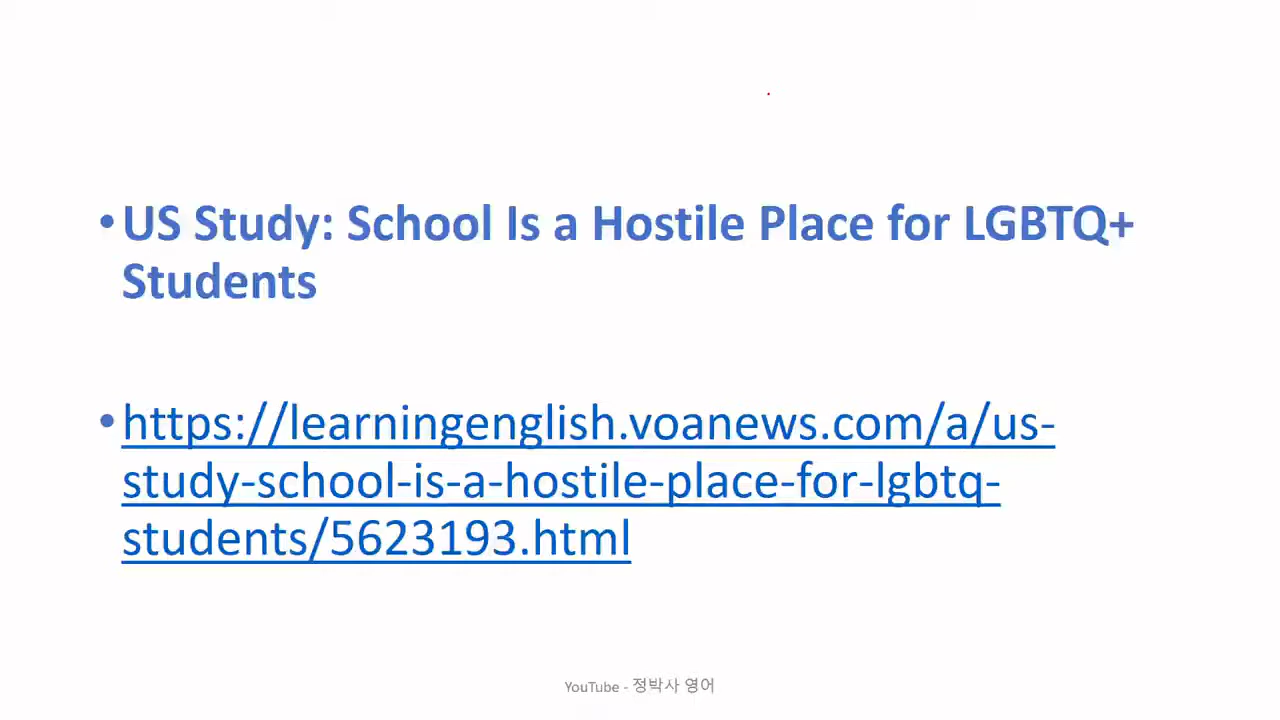 •US Study: School Is a Hostile Place for LGBTQ+
Students
•https://learningenglish.voanews.com/a/us-
study-school-is-a-hostile-place-for-lgbtq-
students/5623193.html
YouTube - 정박사 영어